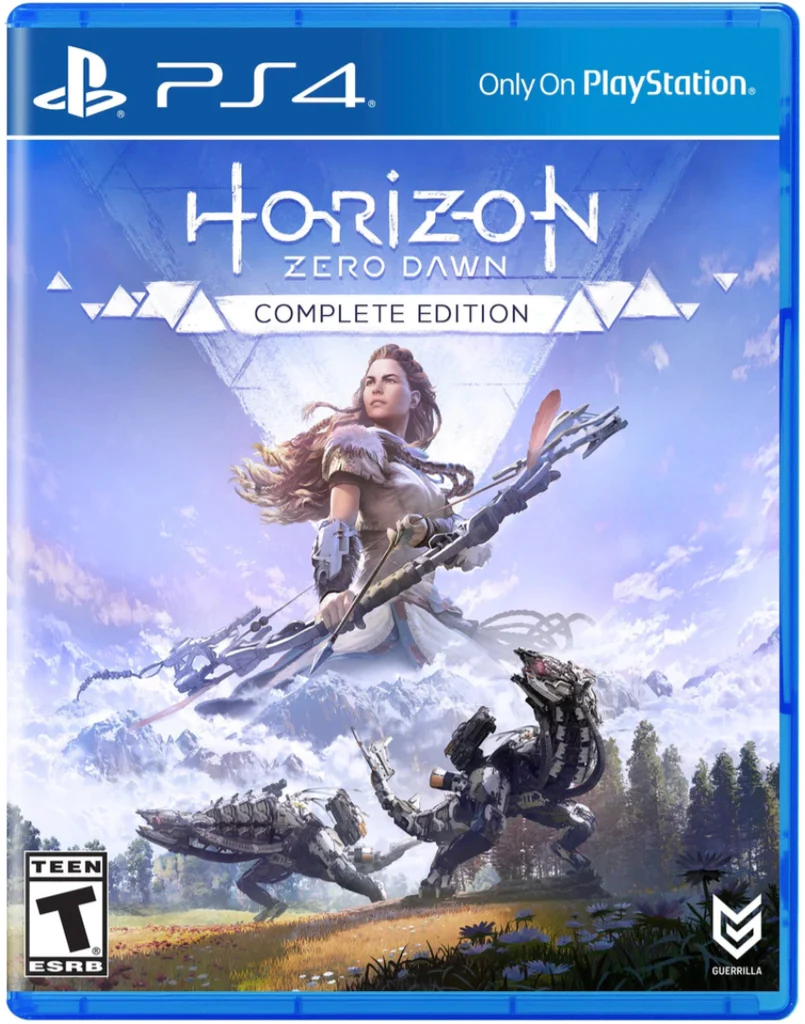 PS4®
Only On PlayStation®
HORIZON
ZERO DAWN
COMPLETE EDITION
TEEN
T®
ESRB
GUERRILLA